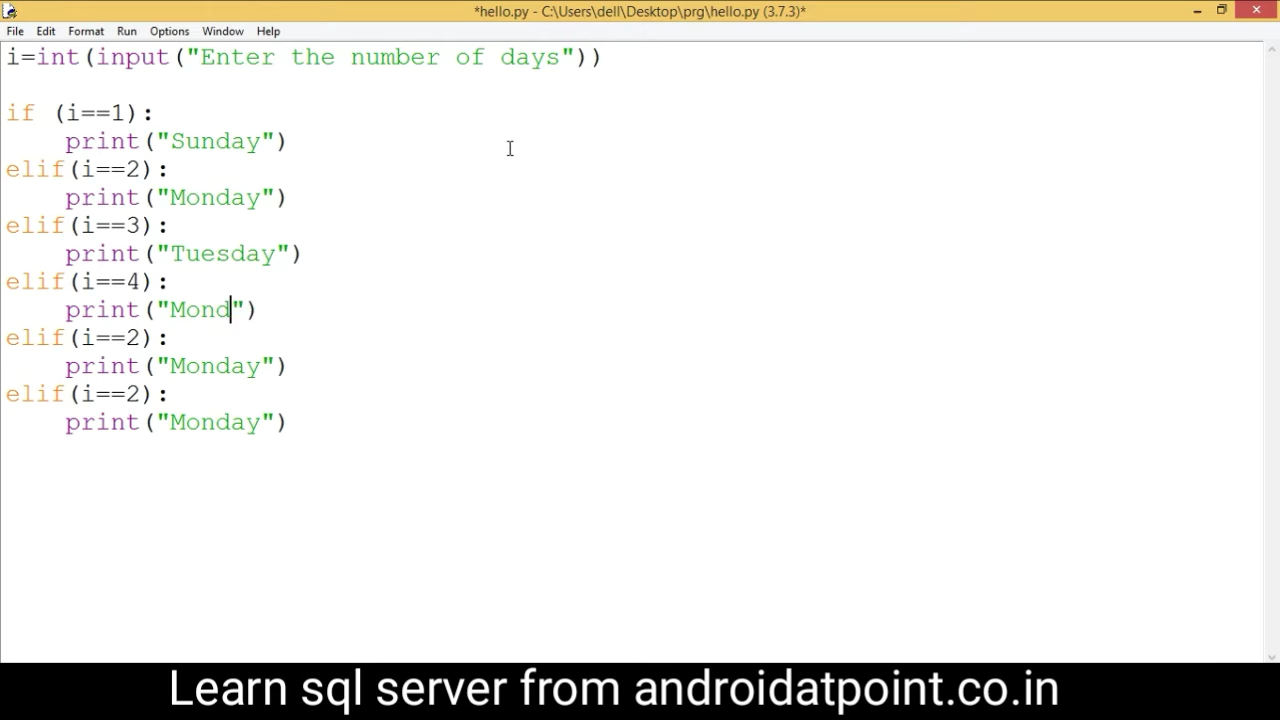 *hello.py - C:\Users\dell\Desktop\prg\hello.py (3.7.3)*
File Edit Format Run Options Window Help
i=int(input("Enter the number of days"))
if (i==1):
    print("Sunday")
elif(i==2):
    print("Monday")
elif(i==3):
    print("Tuesday")
elif(i==4):
    print("Mond")
elif(i==2):
    print("Monday")
elif(i==2):
    print("Monday")
Learn sql server from androidatpoint.co.in